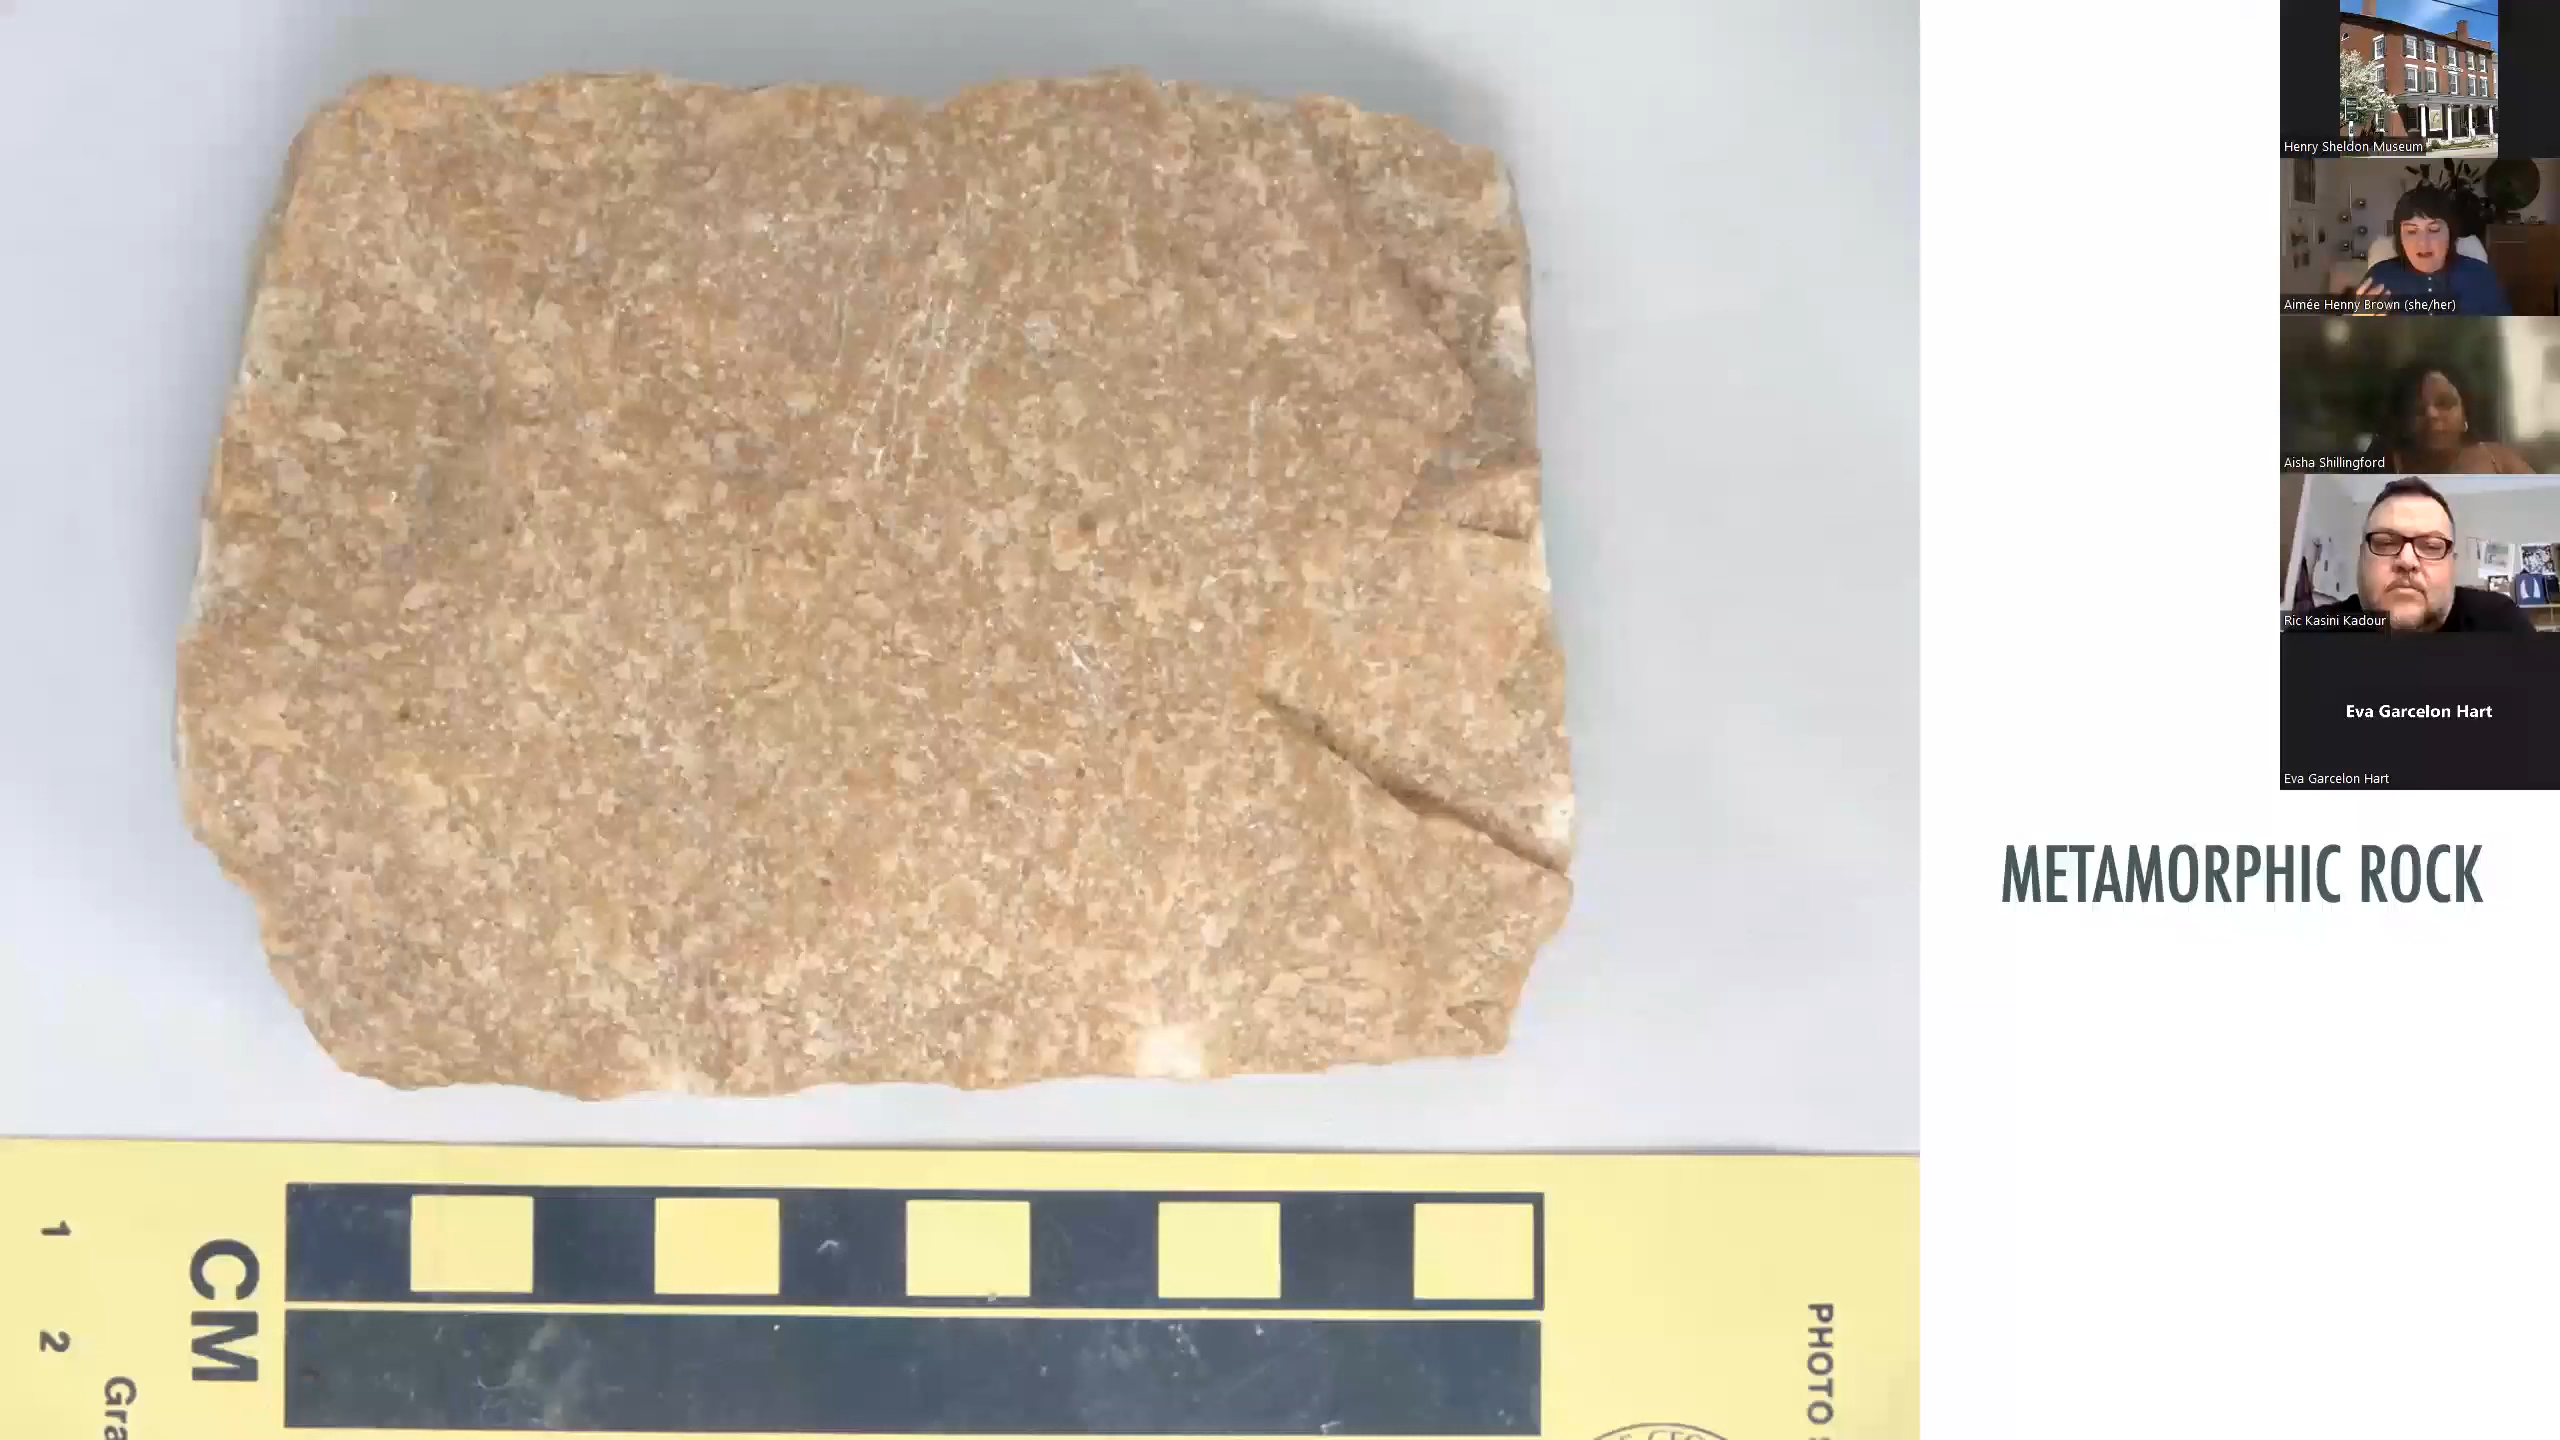 Henry Sheldon Museum
Aimée Henny Brown (she/her)
Aisha Shillingford
Ric Kasini Kadour
Eva Garcelon Hart
Eva Garcelon Hart
METAMORPHIC ROCK
1
2
CM
PHOTO